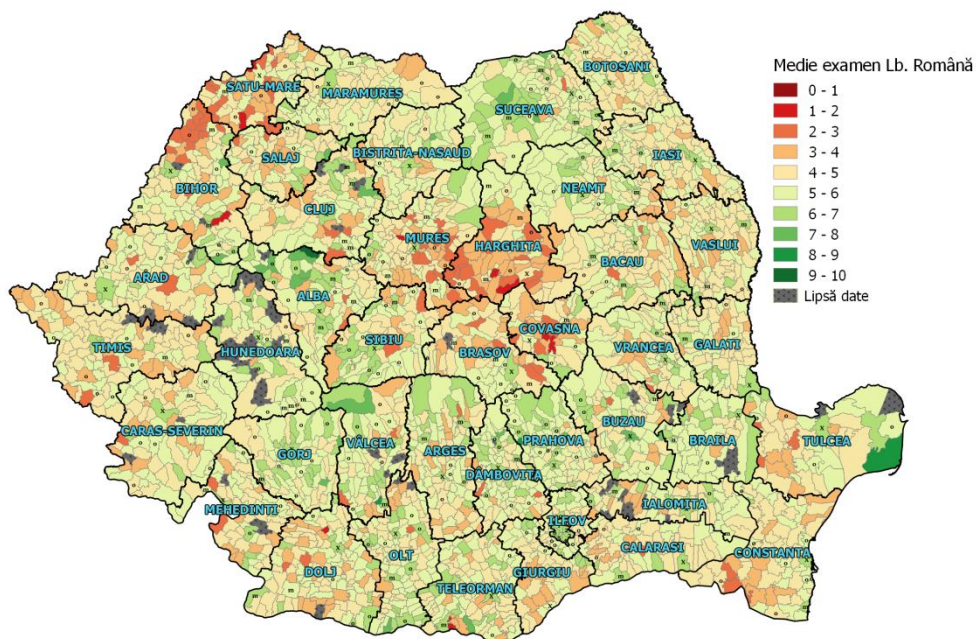 BOTOSANI
SATU-MARE
MARAMURES
SUCEAVA
Medie examen Lb. Română
0 - 1
1 - 2
2 - 3
3 - 4
4 - 5
5 - 6
6 - 7
7 - 8
8 - 9
9 - 10
Lipsă date
SALAJ
BISTRITA-NASAUD
IASI
BIHOR
CLUJ
NEAMT
MURES
HARGHITA
BACAU
VASLUI
ARAD
ALBA
TIMIS
HUNEDOARA
SIBIU
BRASOV
COVASNA
VRANCEA
GALATI
CARAS-SEVERIN
GORJ
VÂLCEA
ARGES
PRAHOVA
BUZAU
BRAILA
TULCEA
DÂMBOVIȚA
MEHEDINTI
IALOMITA
ILFOV
DOLJ
OLT
TELEORMAN
GIURGIU
CALARASI
CONSTANTA